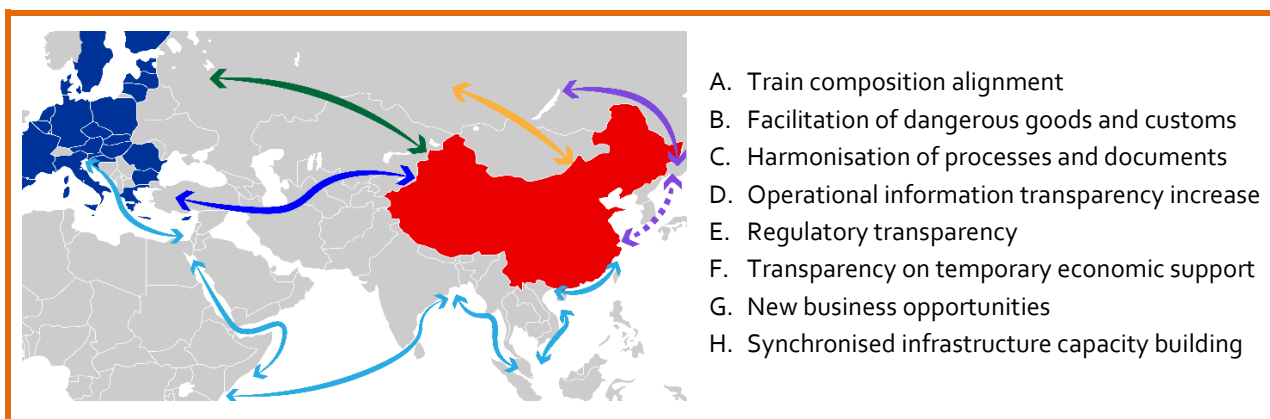 A. Train composition alignment
B. Facilitation of dangerous goods and customs
C. Harmonisation of processes and documents
D. Operational information transparency increase
E. Regulatory transparency
F. Transparency on temporary economic support
G. New business opportunities
H. Synchronised infrastructure capacity building